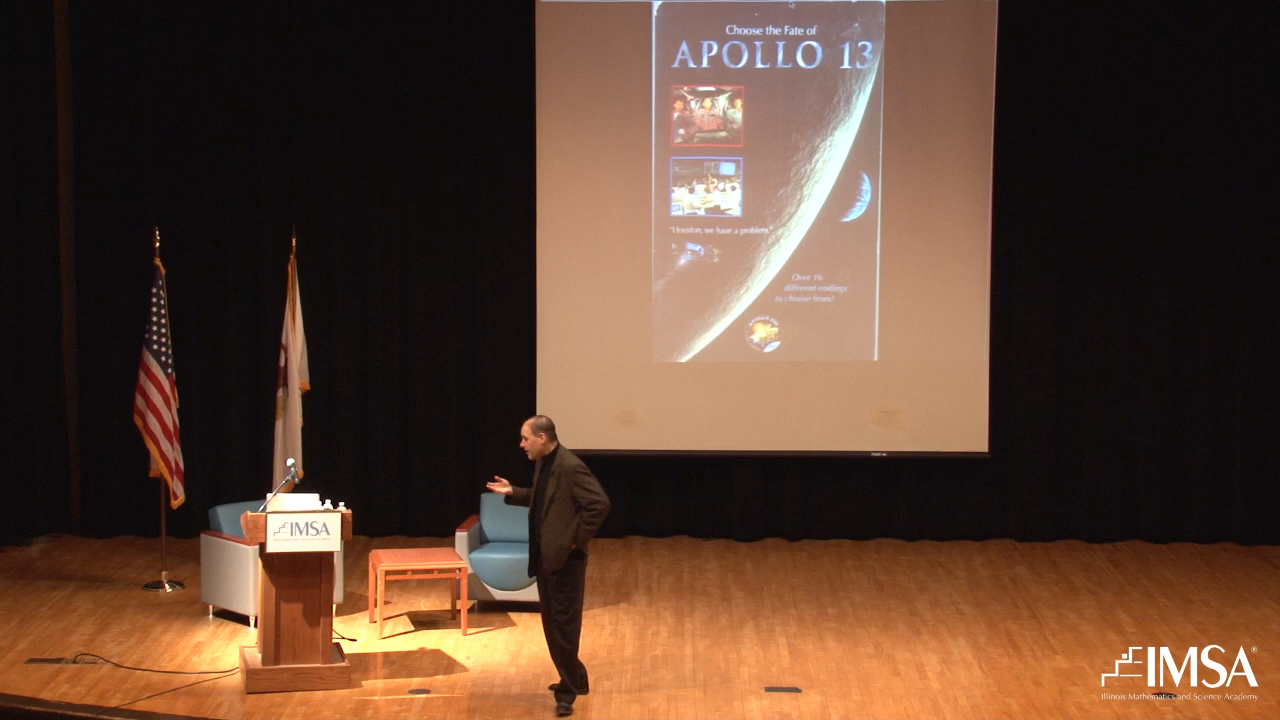 Choose the Fate of
APOLLO 13
"Houston, we have a problem."
Over 16
different endings
to choose from!
IMSA
IMSA®
Illinois Mathematics and Science Academy